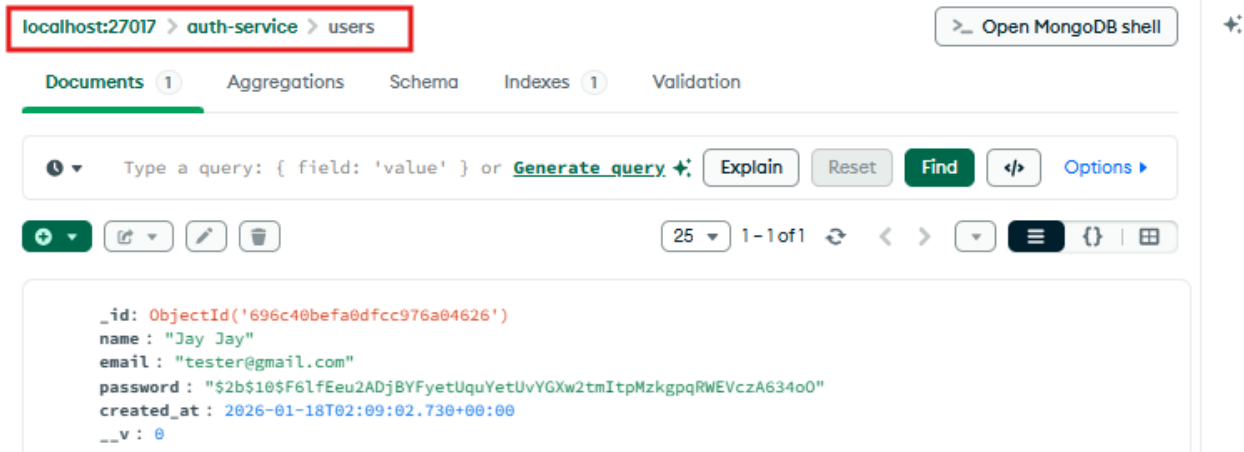 localhost:27017 > auth-service > users
>_ Open MongoDB shell
Documents 1 Aggregations Schema Indexes 1 Validation
Type a query: { field: 'value' } or Generate query Explain Reset Find </> Options
25 1 – 1 of 1 {}
_id: ObjectId('696c40befa0dfcc976a04626')
name : "Jay Jay"
email : "tester@gmail.com"
password : "$2b$10$F6lfEeu2ADjBYFyetUquYetUvYGXw2tmItpMzkgpqRWEVczA634oO"
created_at : 2026-01-18T02:09:02.730+00:00
__v : 0